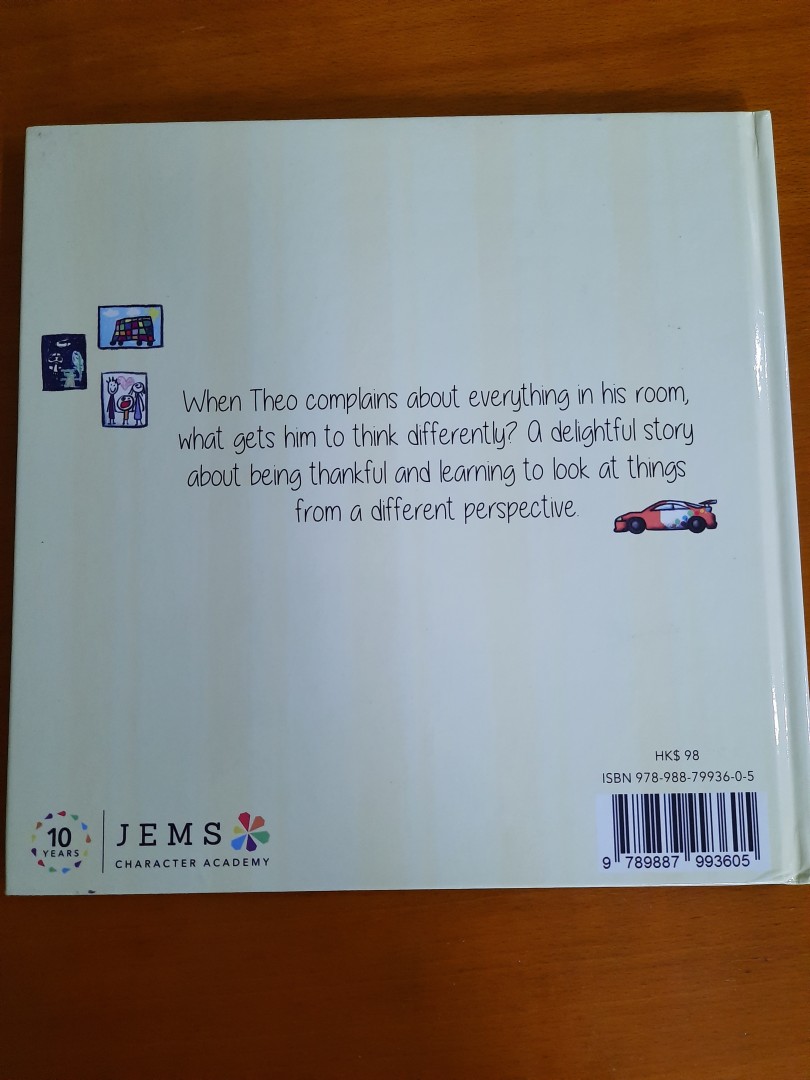 When Theo complains about everything in his room,
what gets him to think differently? A delightful story
about being thankful and learning to look at things
from a different perspective.
HK$ 98
ISBN 978-988-79936-0-5
9 789887 993605
10
YEARS
JEMS
CHARACTER ACADEMY